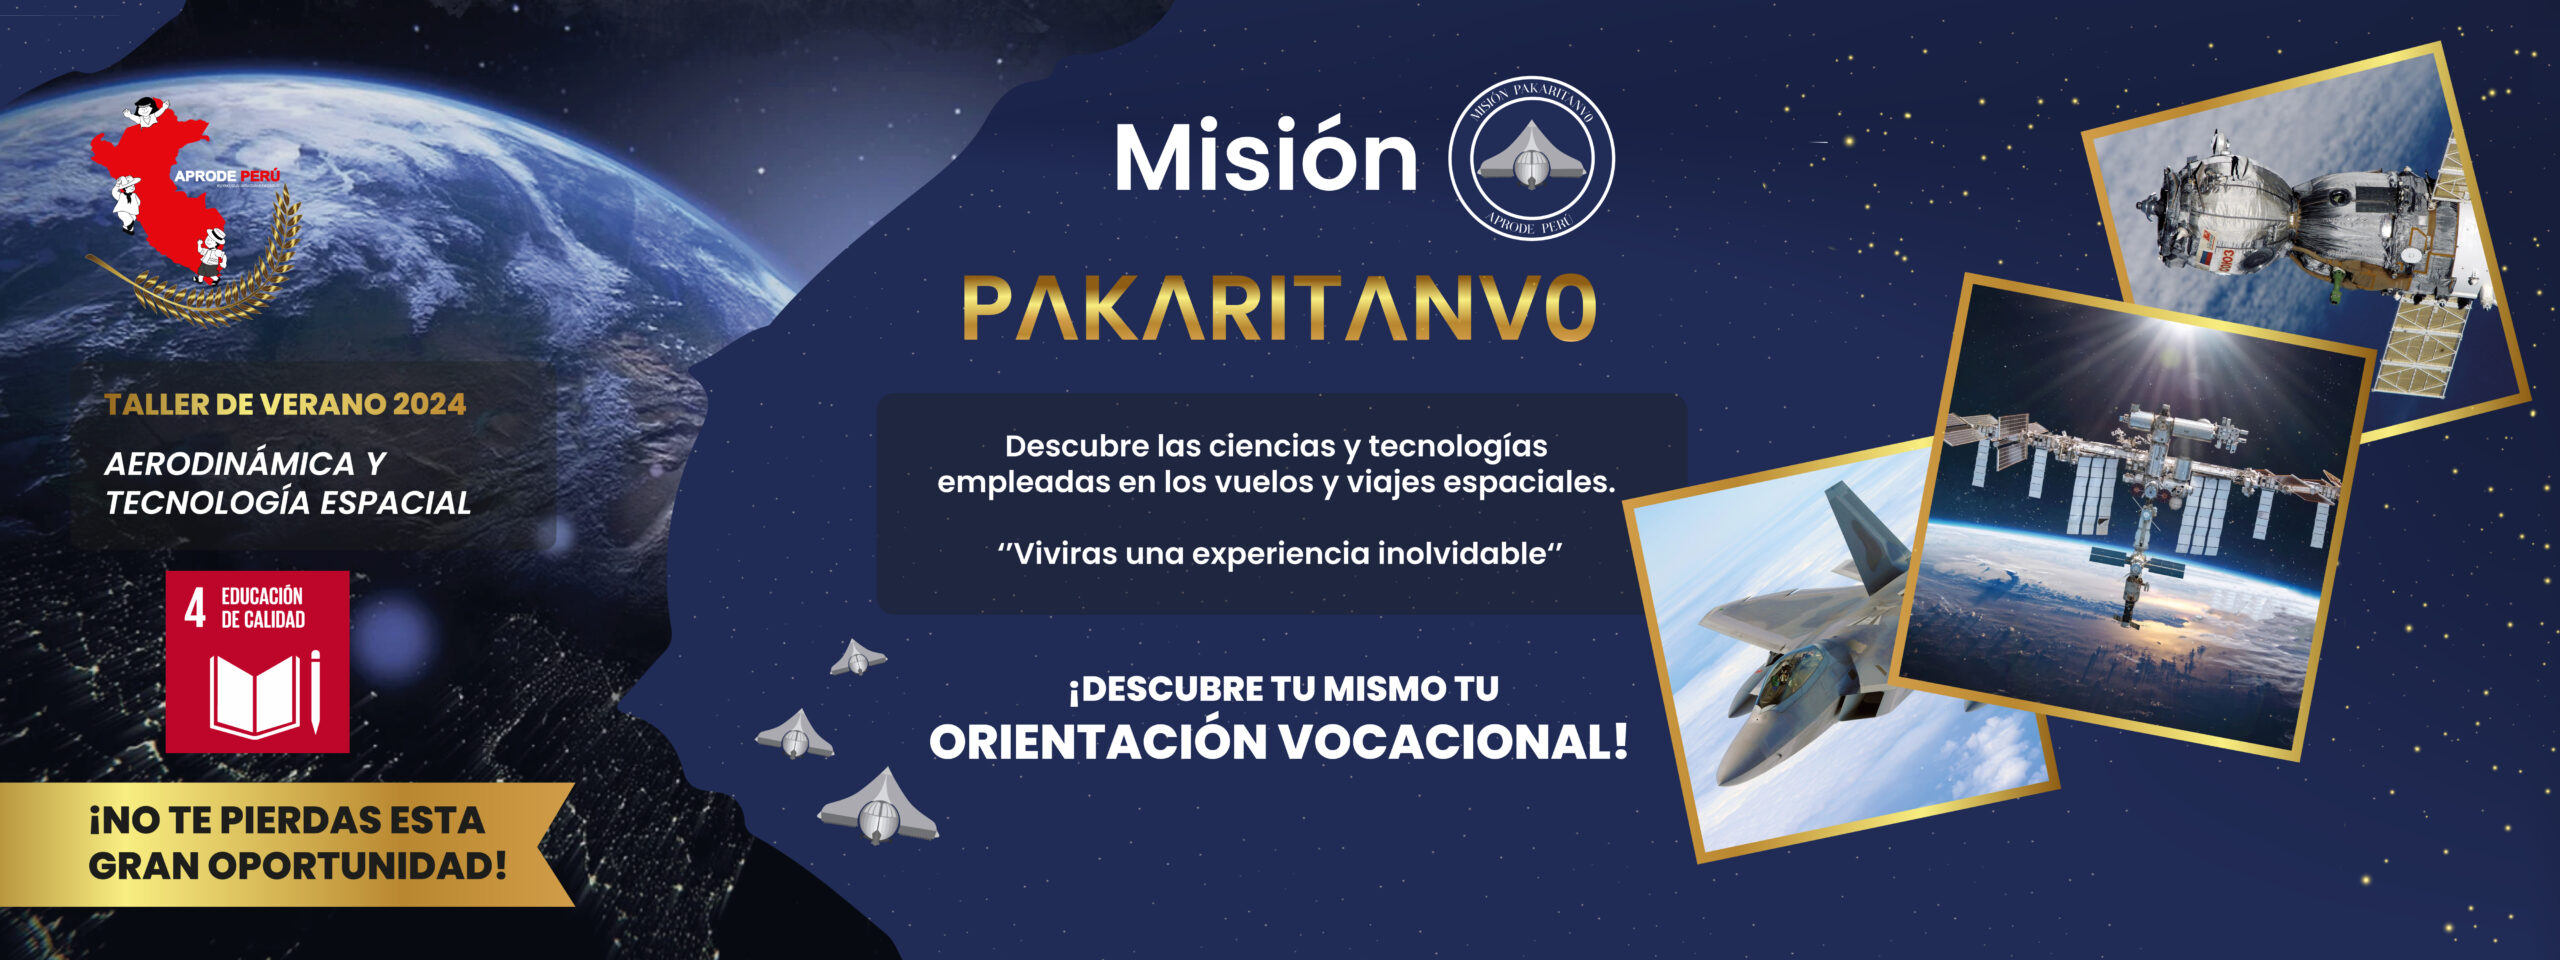 APRODE PERÚ
TALLER DE VERANO 2024
AERODINÁMICA Y
TECNOLOGÍA ESPACIAL
4 EDUCACIÓN
DE CALIDAD
¡NO TE PIERDAS ESTA
GRAN OPORTUNIDAD!
Misión
MISIÓN PAKARITANV0
APRODE PERÚ
PAKARITANV0
Descubre las ciencias y tecnologías
empleadas en los vuelos y viajes espaciales.
‘’Viviras una experiencia inolvidable‘’
¡DESCUBRE TU MISMO TU
ORIENTACIÓN VOCACIONAL!